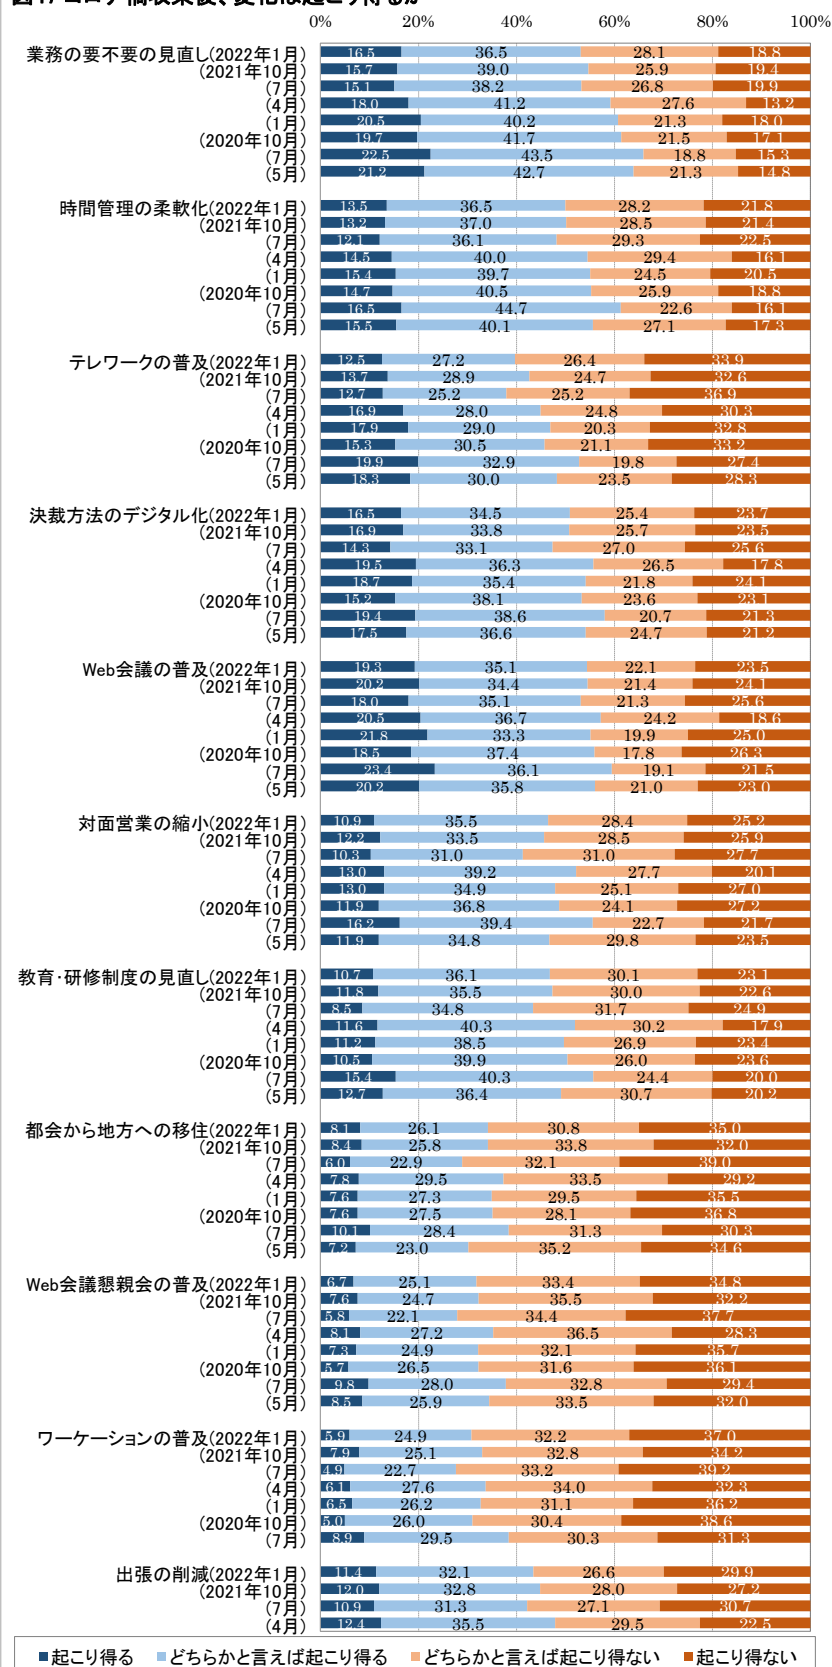 0% 20% 40% 60% 80% 100%
業務の要不要の見直し(2022年1月) 16.5 36.5 28.1 18.8
(2021年10月) 15.7 39.0 25.9 19.4
(7月) 15.1 38.2 26.8 19.9
(4月) 18.0 41.2 27.6 13.2
(1月) 20.5 40.2 21.3 18.0
(2020年10月) 19.7 41.7 21.5 17.1
(7月) 22.5 43.5 18.8 15.3
(5月) 21.2 42.7 21.3 14.8
時間管理の柔軟化(2022年1月) 13.5 36.5 28.2 21.8
(2021年10月) 13.2 37.0 28.5 21.4
(7月) 12.1 36.1 29.3 22.5
(4月) 14.5 40.0 29.4 16.1
(1月) 15.4 39.7 24.5 20.5
(2020年10月) 14.7 40.5 25.9 18.8
(7月) 16.5 44.7 22.6 16.1
(5月) 15.5 40.1 27.1 17.3
テレワークの普及(2022年1月) 12.5 27.2 26.4 33.9
(2021年10月) 13.7 28.9 24.7 32.6
(7月) 12.7 25.2 25.2 36.9
(4月) 16.9 28.0 24.8 30.3
(1月) 17.9 29.0 20.3 32.8
(2020年10月) 15.3 30.5 21.1 33.2
(7月) 19.9 32.9 19.8 27.4
(5月) 18.3 30.0 23.5 28.3
決裁方法のデジタル化(2022年1月) 16.5 34.5 25.4 23.7
(2021年10月) 16.9 33.8 25.7 23.5
(7月) 14.3 33.1 27.0 25.6
(4月) 19.5 36.3 26.5 17.8
(1月) 18.7 35.4 21.8 24.1
(2020年10月) 15.2 38.1 23.6 23.1
(7月) 19.4 38.6 20.7 21.3
(5月) 17.5 36.6 24.7 21.2
Web会議の普及(2022年1月) 19.3 35.1 22.1 23.5
(2021年10月) 20.2 34.4 21.4 24.1
(7月) 18.0 35.1 21.3 25.6
(4月) 20.5 36.7 24.2 18.6
(1月) 21.8 33.3 19.9 25.0
(2020年10月) 18.5 37.4 17.8 26.3
(7月) 23.4 36.1 19.1 21.5
(5月) 20.2 35.8 21.0 23.0
対面営業の縮小(2022年1月) 10.9 35.5 28.4 25.2
(2021年10月) 12.2 33.5 28.5 25.9
(7月) 10.3 31.0 31.0 27.7
(4月) 13.0 39.2 27.7 20.1
(1月) 13.0 34.9 25.1 27.0
(2020年10月) 11.9 36.8 24.1 27.2
(7月) 16.2 39.4 22.7 21.7
(5月) 11.9 34.8 29.8 23.5
教育・研修制度の見直し(2022年1月) 10.7 36.1 30.1 23.1
(2021年10月) 11.8 35.5 30.0 22.6
(7月) 8.5 34.8 31.7 24.9
(4月) 11.6 40.3 30.2 17.9
(1月) 11.2 38.5 26.9 23.4
(2020年10月) 10.5 39.9 26.0 23.6
(7月) 15.4 40.3 24.4 20.0
(5月) 12.7 36.4 30.7 20.2
都会から地方への移住(2022年1月) 8.1 26.1 30.8 35.0
(2021年10月) 8.4 25.8 33.8 32.0
(7月) 6.0 22.9 32.1 39.0
(4月) 7.8 29.5 33.5 29.2
(1月) 7.6 27.3 29.5 35.5
(2020年10月) 7.6 27.5 28.1 36.8
(7月) 10.1 28.4 31.3 30.3
(5月) 7.2 23.0 35.2 34.6
Web会議懇親会の普及(2022年1月) 6.7 25.1 33.4 34.8
(2021年10月) 7.6 24.7 35.5 32.2
(7月) 5.8 22.1 34.4 37.7
(4月) 8.1 27.2 36.5 28.3
(1月) 7.3 24.9 32.1 35.7
(2020年10月) 5.7 26.5 31.6 36.1
(7月) 9.8 28.0 32.8 29.4
(5月) 8.5 25.9 33.5 32.0
ワーケーションの普及(2022年1月) 5.9 24.9 32.2 37.0
(2021年10月) 7.9 25.1 32.8 34.2
(7月) 4.9 22.7 33.2 39.2
(4月) 6.1 27.6 34.0 32.3
(1月) 6.5 26.2 31.1 36.2
(2020年10月) 5.0 26.0 30.4 38.6
(7月) 8.9 29.5 30.3 31.3
出張の削減(2022年1月) 11.4 32.1 26.6 29.9
(2021年10月) 12.0 32.8 28.0 27.2
(7月) 10.9 31.3 27.1 30.7
(4月) 12.4 35.5 29.5 22.5
■起こり得る ■どちらかと言えば起こり得る ■どちらかと言えば起こり得ない ■起こり得ない